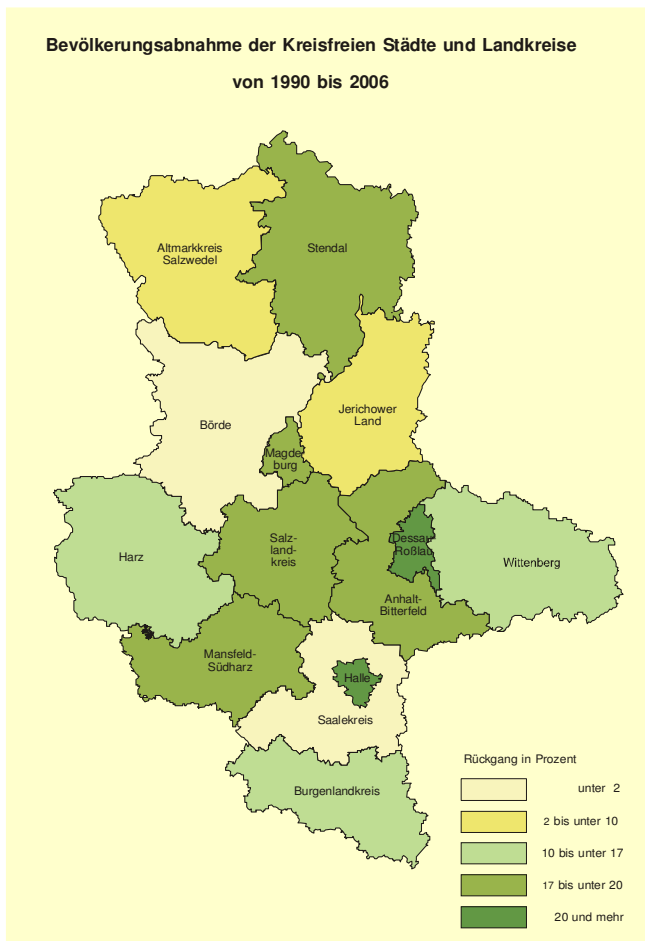 Bevölkerungsabnahme der Kreisfreien Städte und Landkreise
von 1990 bis 2006
Altmarkkreis
Salzwedel
Stendal
Börde
Jerichower
Land
Magde
burg
Harz
Salz-
land-
kreis
Dessau
Roßlau
Wittenberg
Anhalt-
Bitterfeld
Mansfeld-
Südharz
Halle
Saalekreis
Burgenlandkreis
Rückgang in Prozent
unter 2
2 bis unter 10
10 bis unter 17
17 bis unter 20
20 und mehr